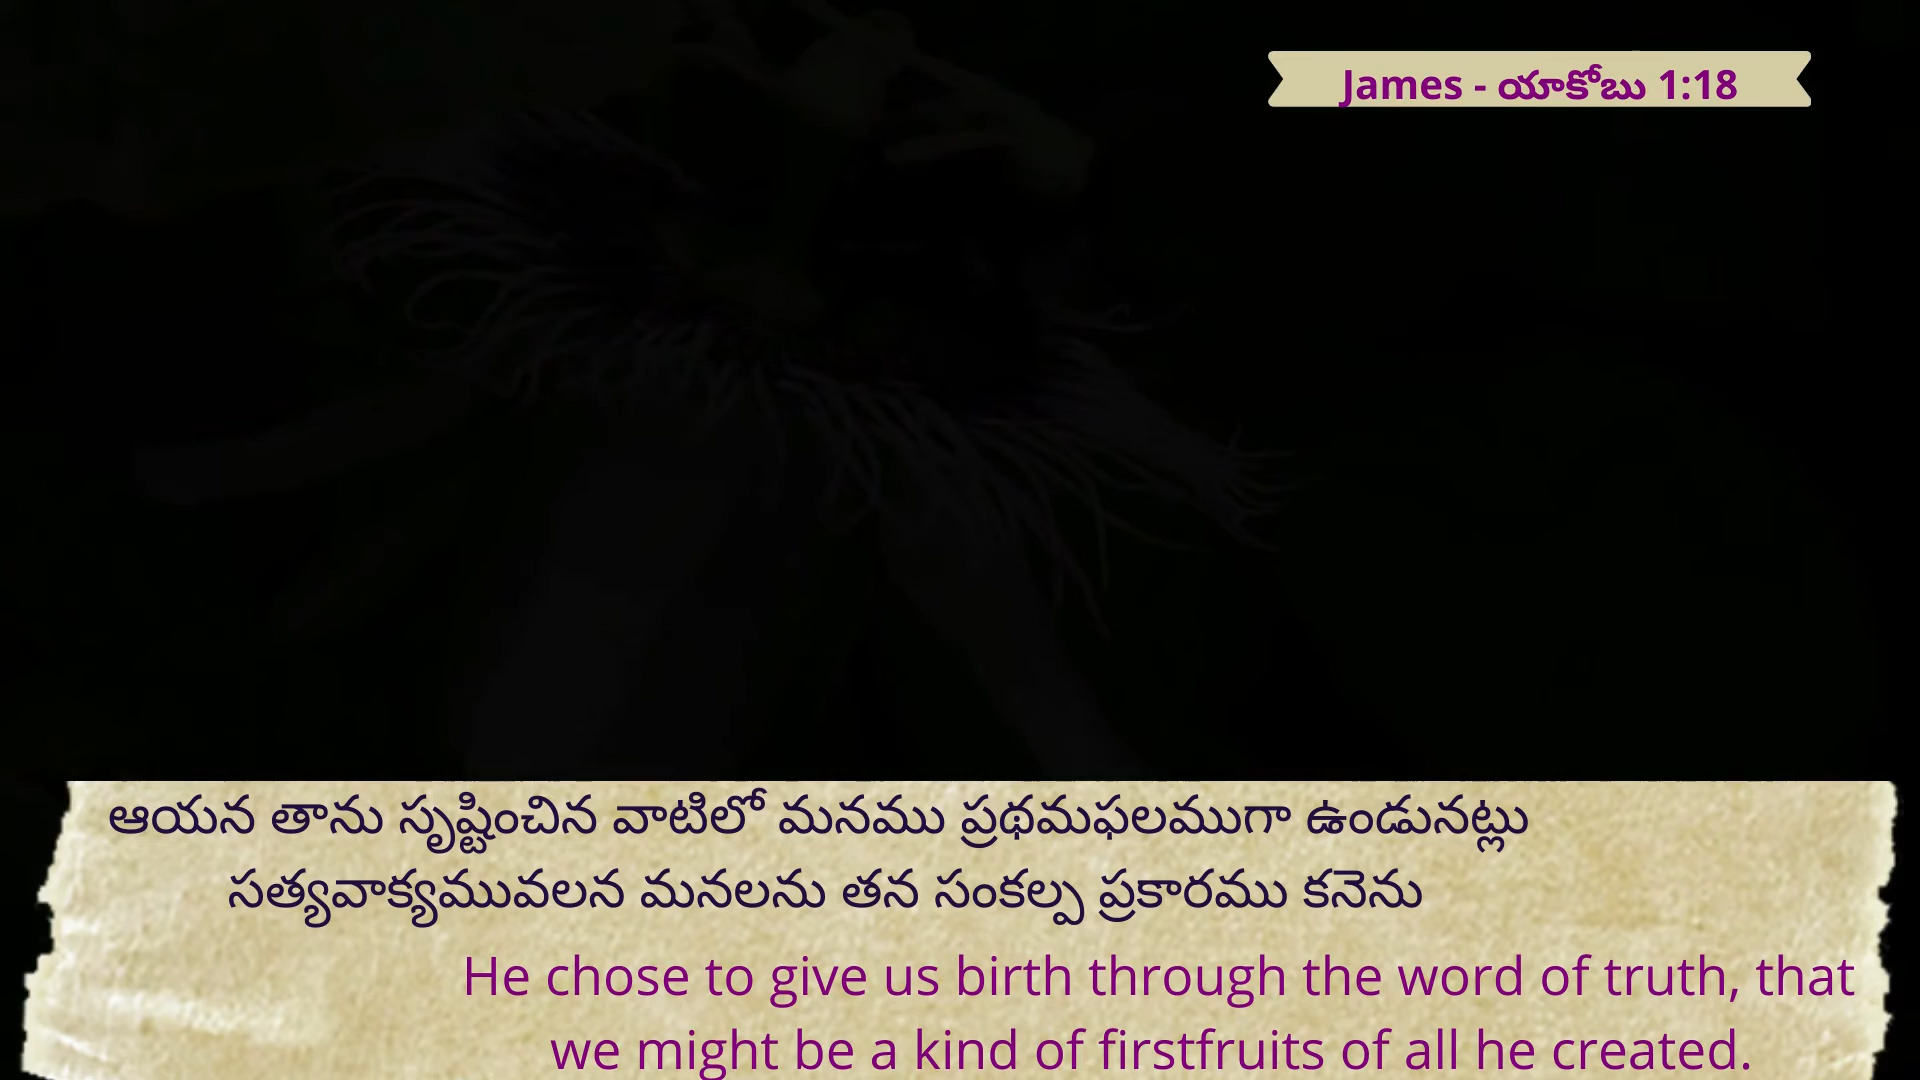 James - యాకోబు 1:18
ఆయన తాను సృష్టించిన వాటిలో మనము ప్రథమఫలముగా ఉండునట్లు
సత్యవాక్యమువలన మనలను తన సంకల్ప ప్రకారము కనెను
He chose to give us birth through the word of truth, that
we might be a kind of firstfruits of all he created.